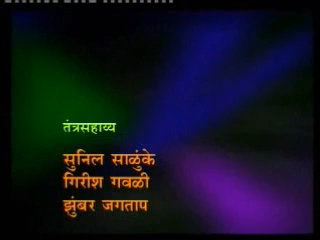 तंत्रसहाय्य
सुनिल साळुंके
गिरीश गवळी
झुंबर जगताप